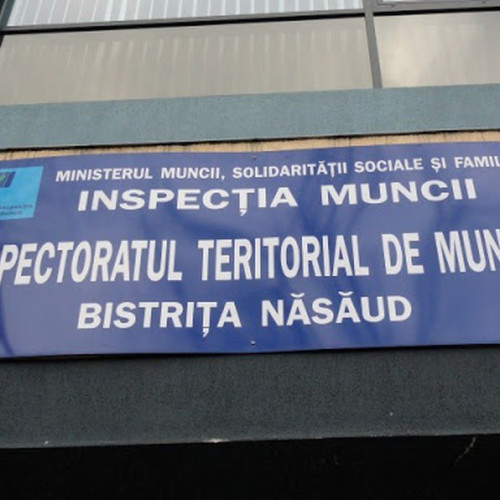 MINISTERUL MUNCII, SOLIDARITĂȚII SOCIALE ȘI FAMIL
INSPECȚIA MUNCII
PECTORATUL TERITORIAL DE MUN
BISTRIȚA NĂSĂUD